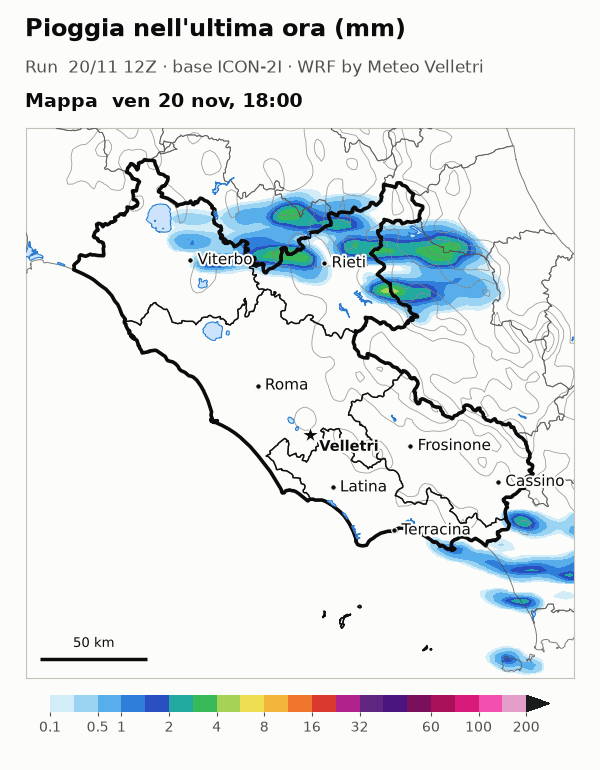 Pioggia nell'ultima ora (mm)
Run  20/11 12Z · base ICON-2I · WRF by Meteo Velletri
Mappa  ven 20 nov, 18:00
Viterbo
Rieti
Roma
Velletri
Frosinone
Latina
Cassino
Terracina
50 km
0.1 0.5 1 2 4 8 16 32 60 100 200